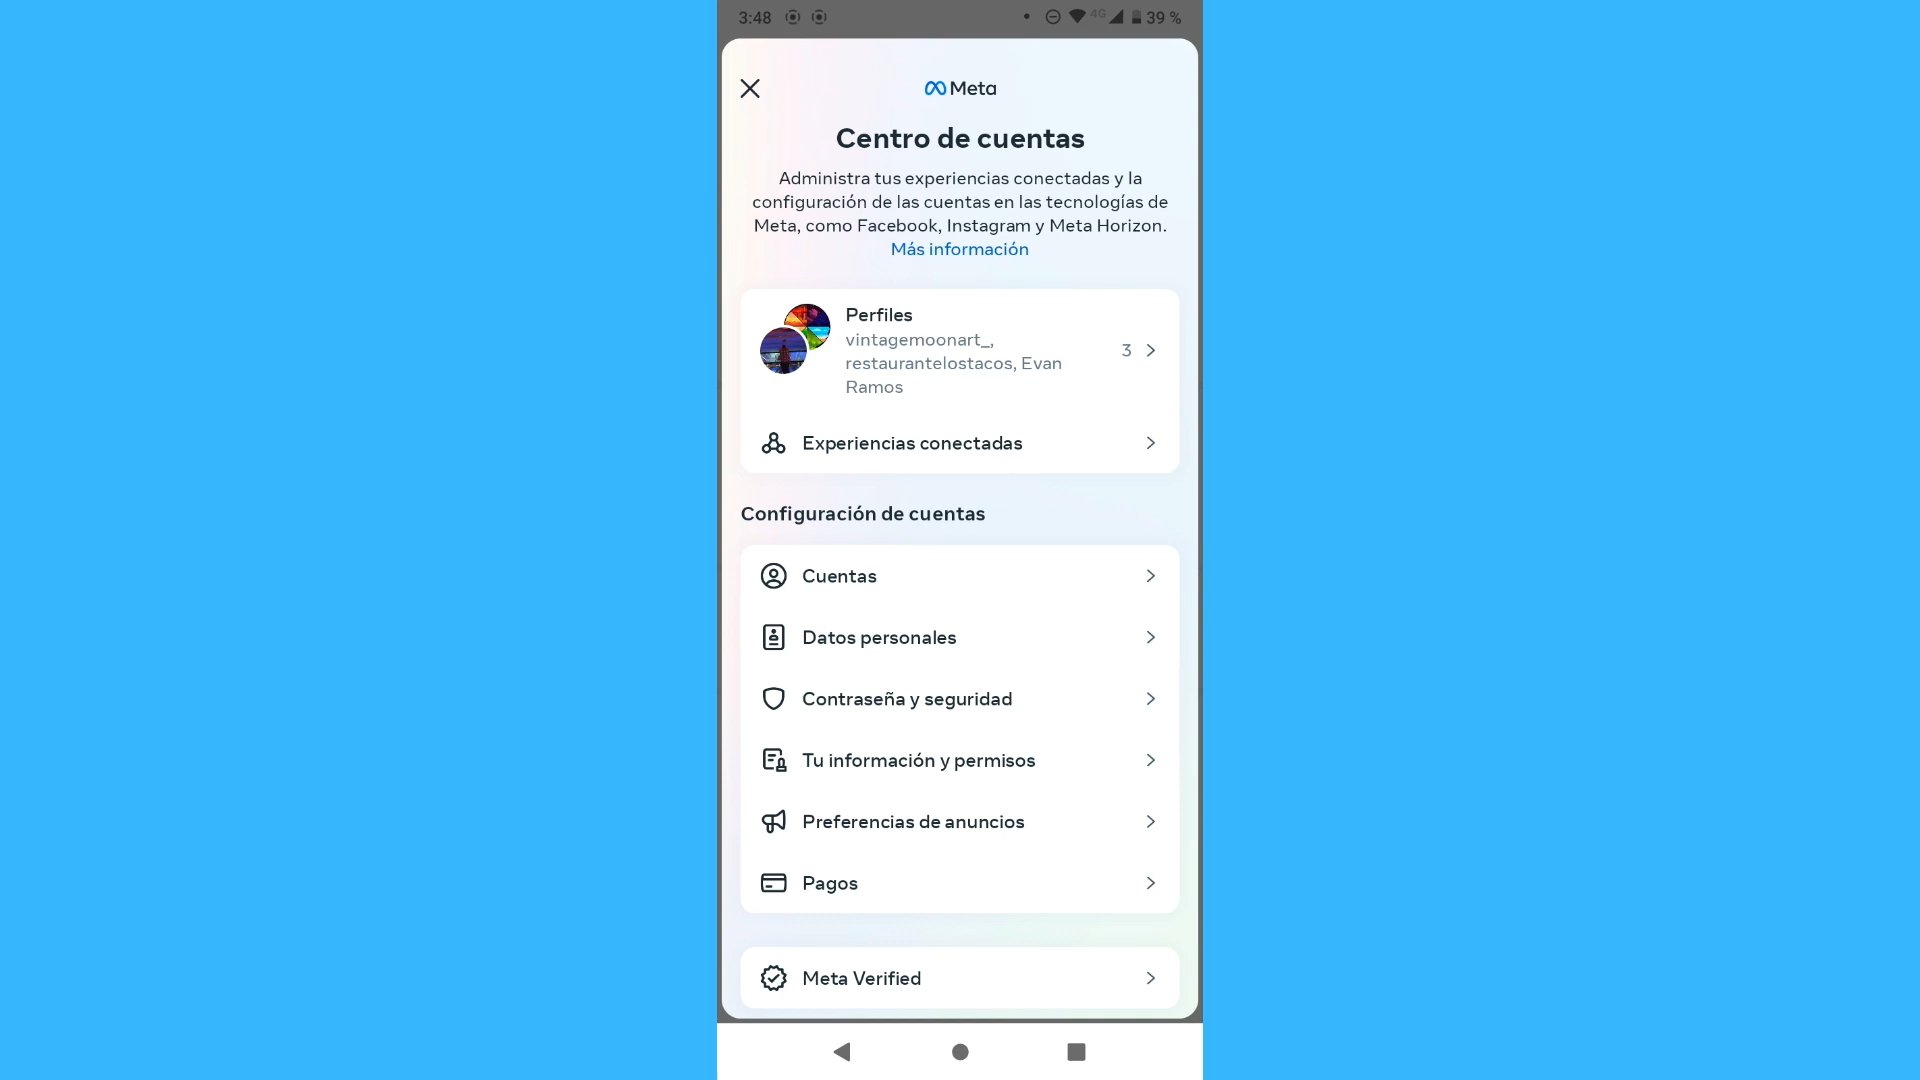 3:48
4G
39 %
Meta
Centro de cuentas
Administra tus experiencias conectadas y la
configuración de las cuentas en las tecnologías de
Meta, como Facebook, Instagram y Meta Horizon.
Más información
Perfiles
vintagemoonart_,
restaurantelostacos, Evan
Ramos
3
Experiencias conectadas
Configuración de cuentas
Cuentas
Datos personales
Contraseña y seguridad
Tu información y permisos
Preferencias de anuncios
Pagos
Meta Verified